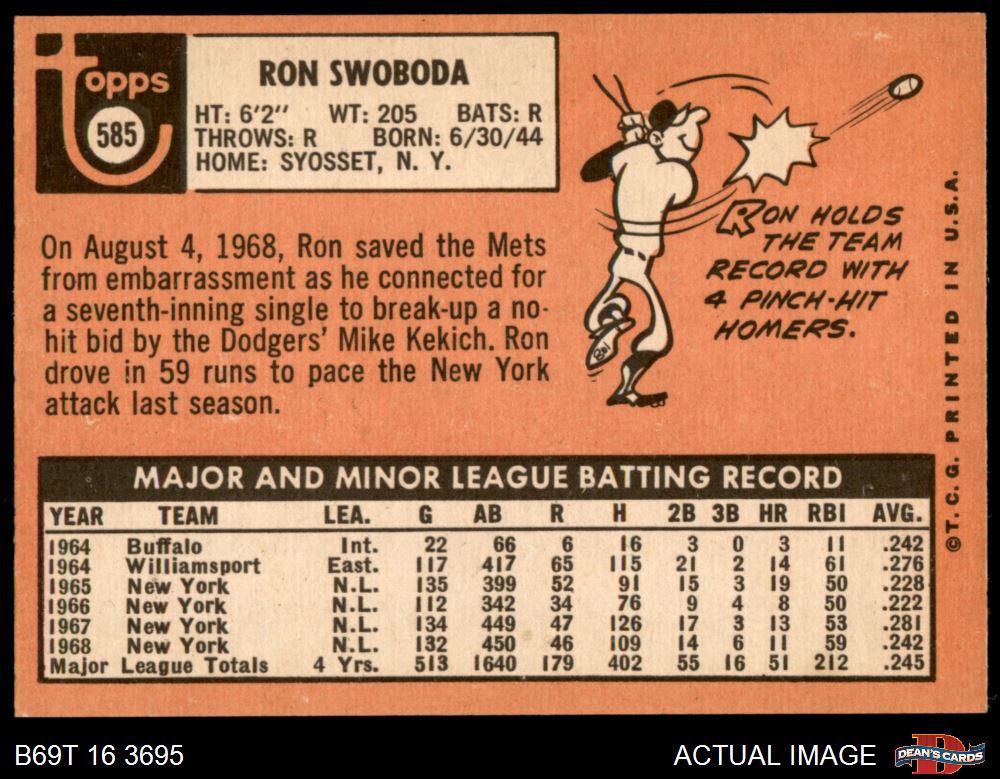 topps
585
RON SWOBODA
HT: 6'2" WT: 205 BATS: R
THROWS: R BORN: 6/30/44
HOME: SYOSSET, N. Y.
On August 4, 1968, Ron saved the Mets
from embarrassment as he connected for
a seventh-inning single to break-up a no-
hit bid by the Dodgers' Mike Kekich. Ron
drove in 59 runs to pace the New York
attack last season.
RON HOLDS
THE TEAM
RECORD WITH
4 PINCH-HIT
HOMERS.
©T. C. G. PRINTED IN U.S.A.
MAJOR AND MINOR LEAGUE BATTING RECORD
YEAR TEAM LEA. G AB R H 2B 3B HR RBI AVG.
1964 Buffalo Int. 22 66 6 16 3 0 3 11 .242
1964 Williamsport East. 117 417 65 115 21 2 14 61 .276
1965 New York N.L. 135 399 52 91 15 3 19 50 .228
1966 New York N.L. 112 342 34 76 9 4 8 50 .222
1967 New York N.L. 134 449 47 126 17 3 13 53 .281
1968 New York N.L. 132 450 46 109 14 6 11 59 .242
Major League Totals 4 Yrs. 513 1640 179 402 55 16 51 212 .245
B69T 16 3695
ACTUAL IMAGE
DEAN'S CARDS